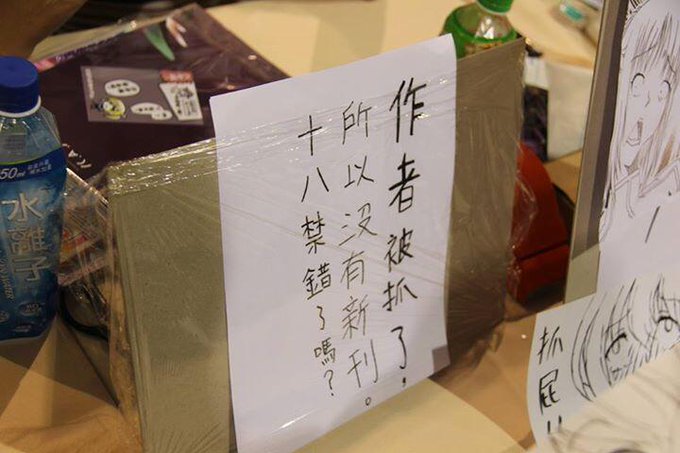 作者被抓了.
所以沒有新刊。
十八禁錯了嗎?
水離子
抓屁!!